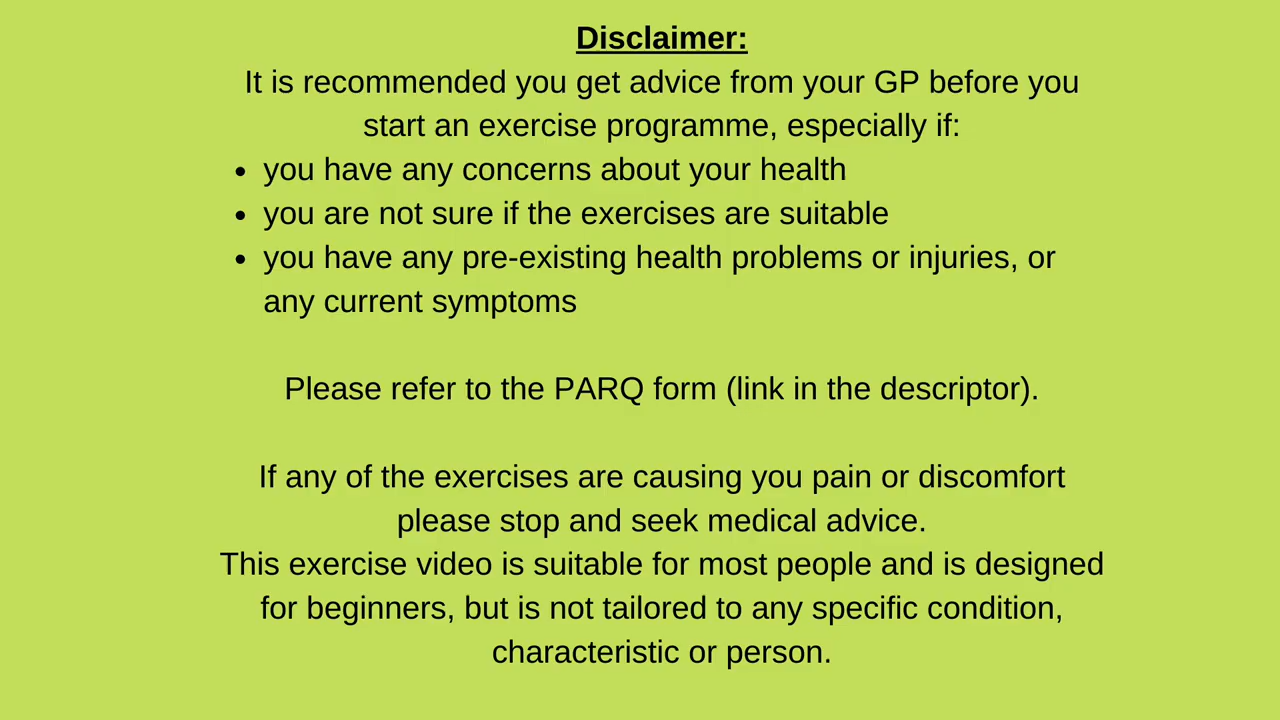 Disclaimer:
It is recommended you get advice from your GP before you
start an exercise programme, especially if:
• you have any concerns about your health
• you are not sure if the exercises are suitable
• you have any pre-existing health problems or injuries, or
any current symptoms
Please refer to the PARQ form (link in the descriptor).
If any of the exercises are causing you pain or discomfort
please stop and seek medical advice.
This exercise video is suitable for most people and is designed
for beginners, but is not tailored to any specific condition,
characteristic or person.